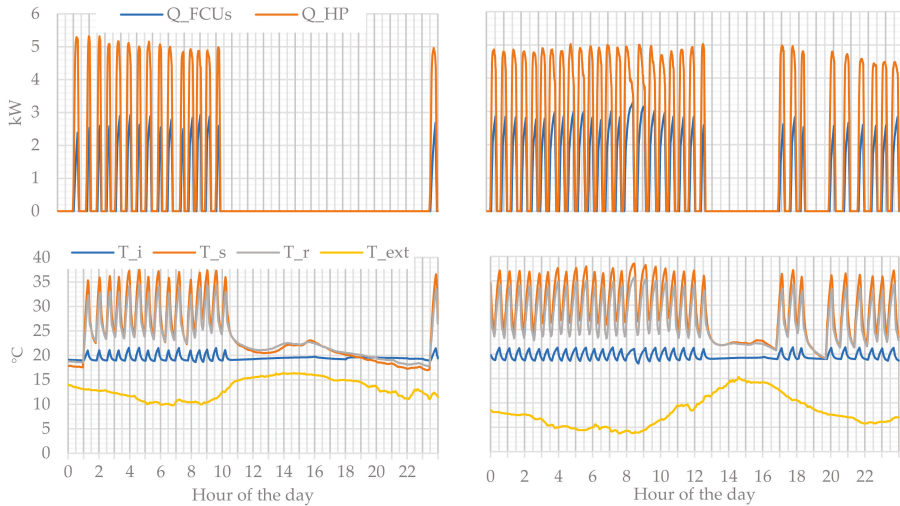 Q_FCUs Q_HP
6
5
4
3
2
1
0
kW
T_i T_s T_r T_ext
40
35
30
25
20
15
10
5
0
°C
0 2 4 6 8 10 12 14 16 18 20 22
0 2 4 6 8 10 12 14 16 18 20 22 24
Hour of the day
Hour of the day